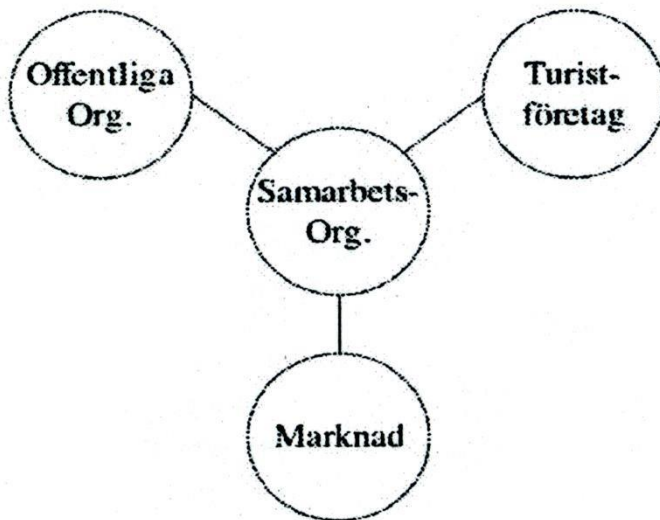 Offentliga
Org.
Turist-
företag
Samarbets-
Org.
Marknad